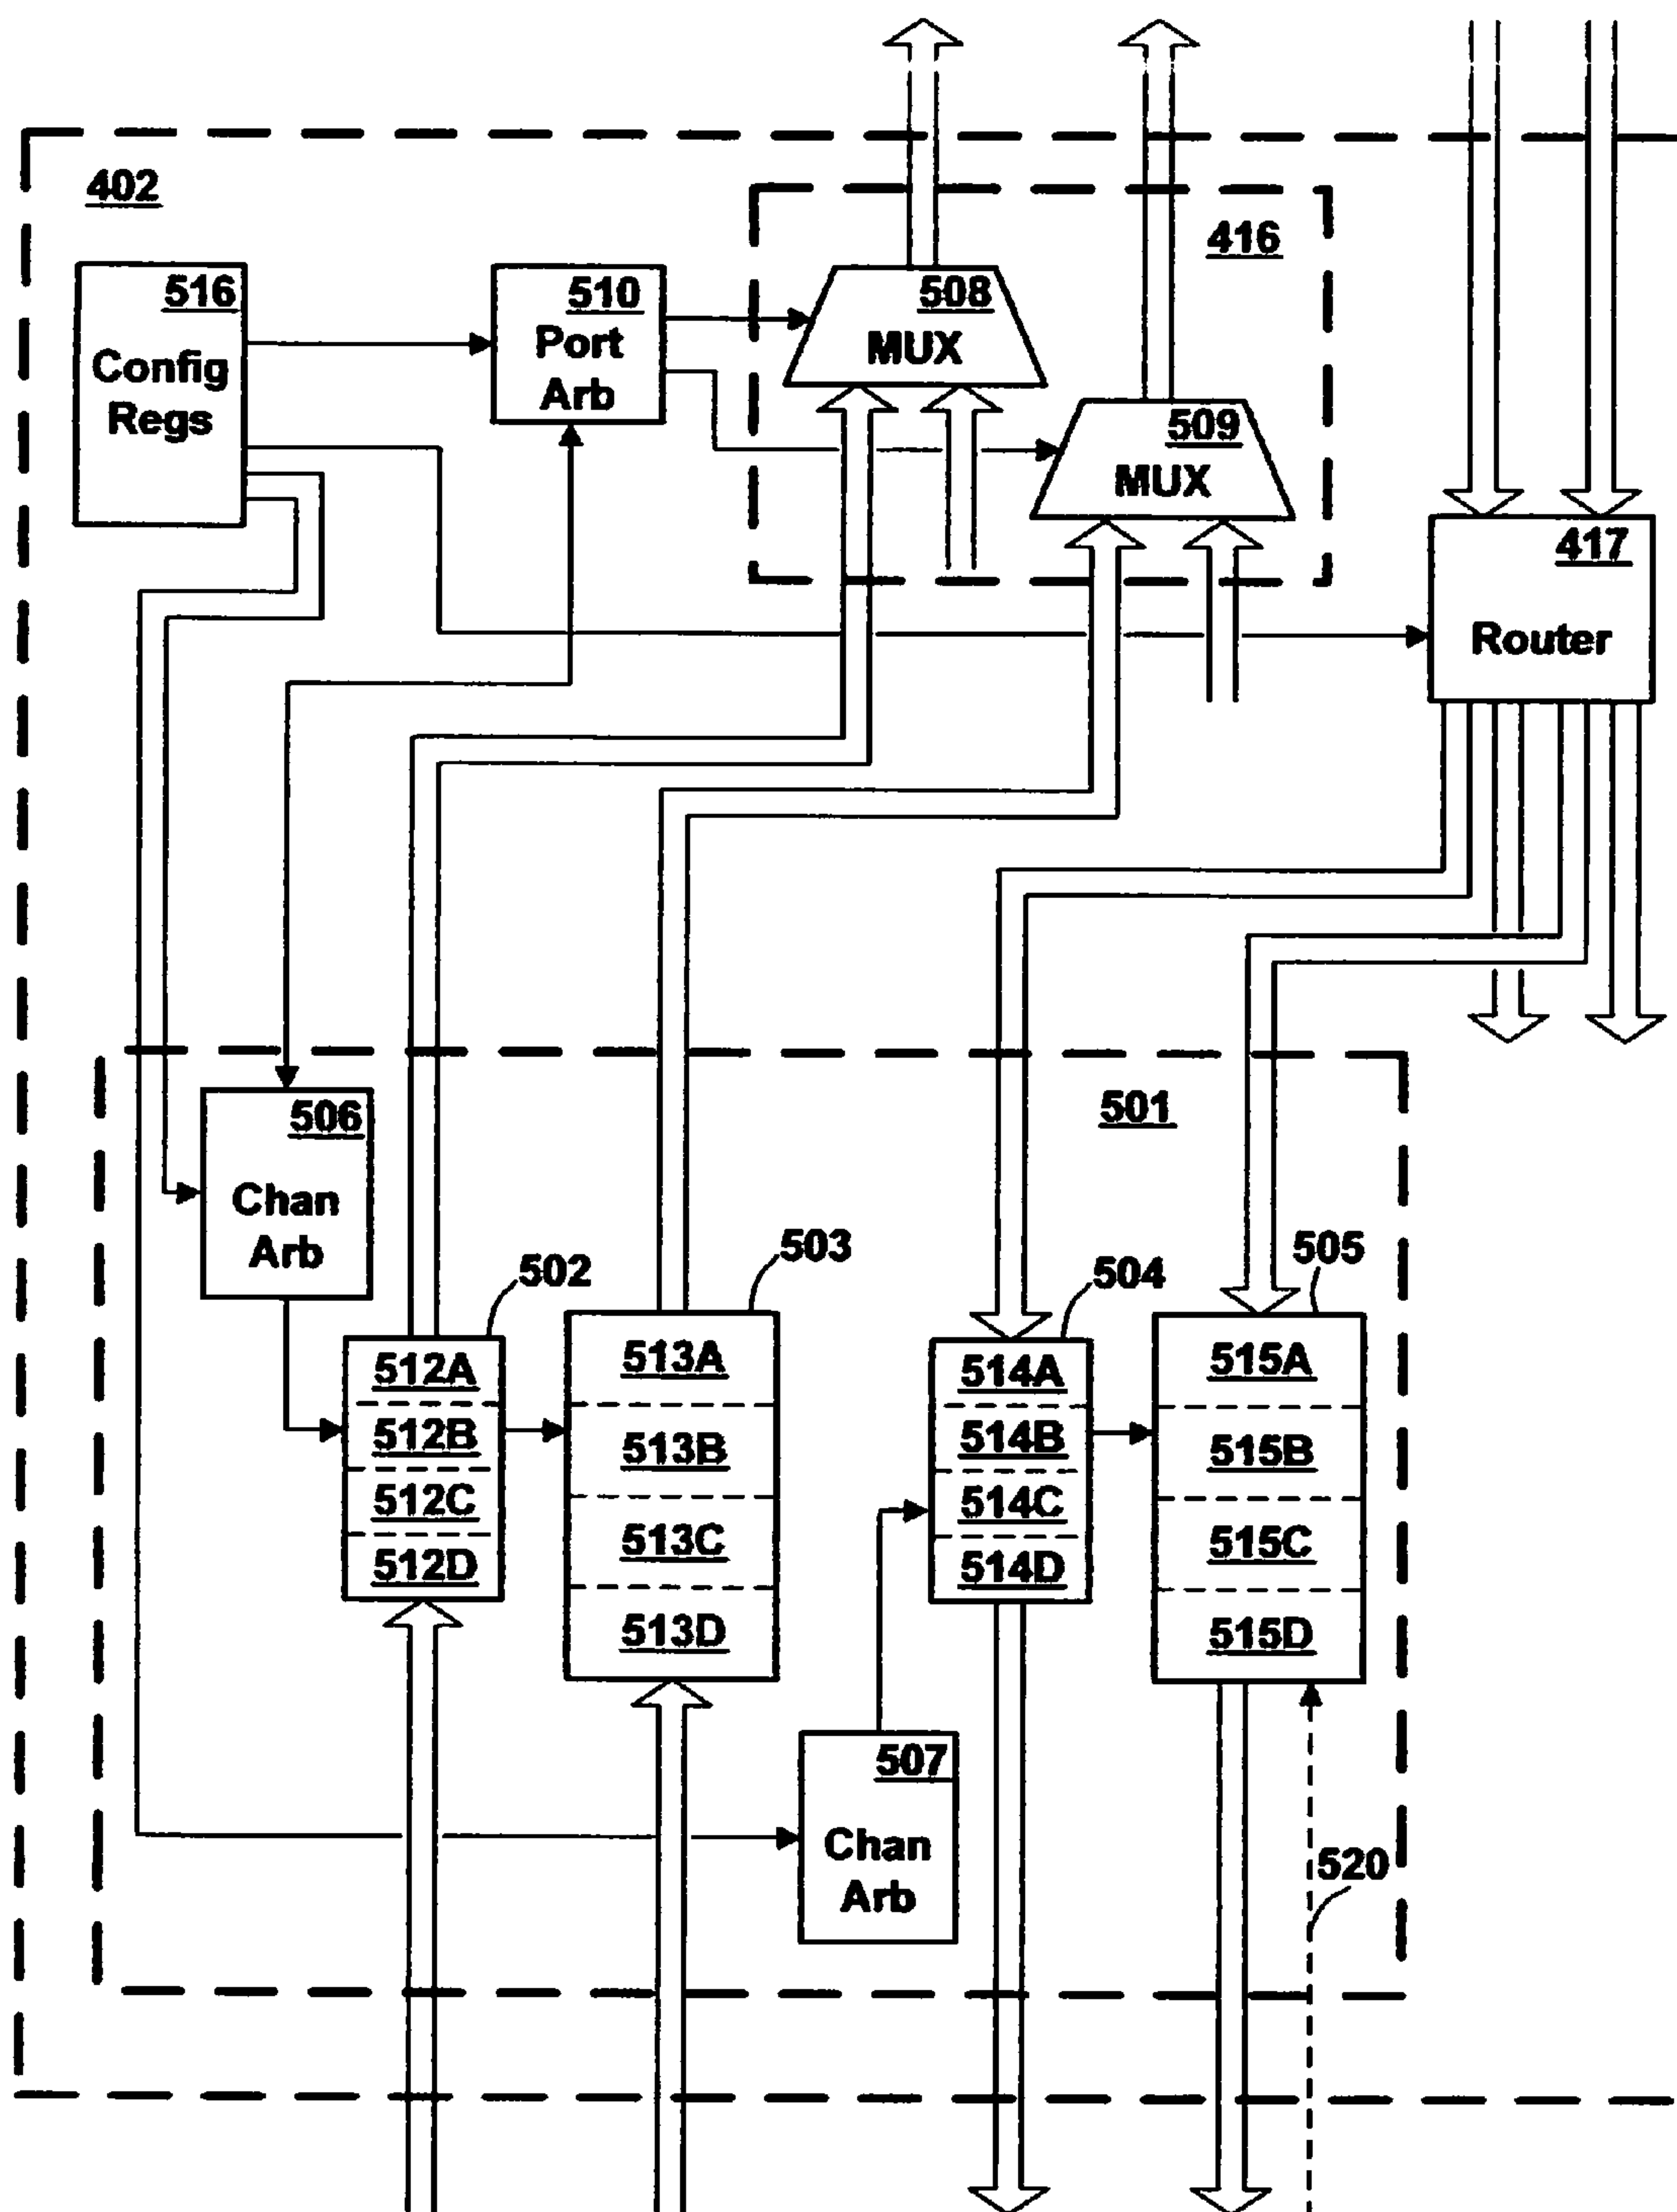 402
416
516
Config
Regs
510
Port
Arb
508
MUX
509
MUX
417
Router
501
506
Chan
Arb
502
503
504
505
512A
512B
512C
512D
513A
513B
513C
513D
514A
514B
514C
514D
515A
515B
515C
515D
507
Chan
Arb
520